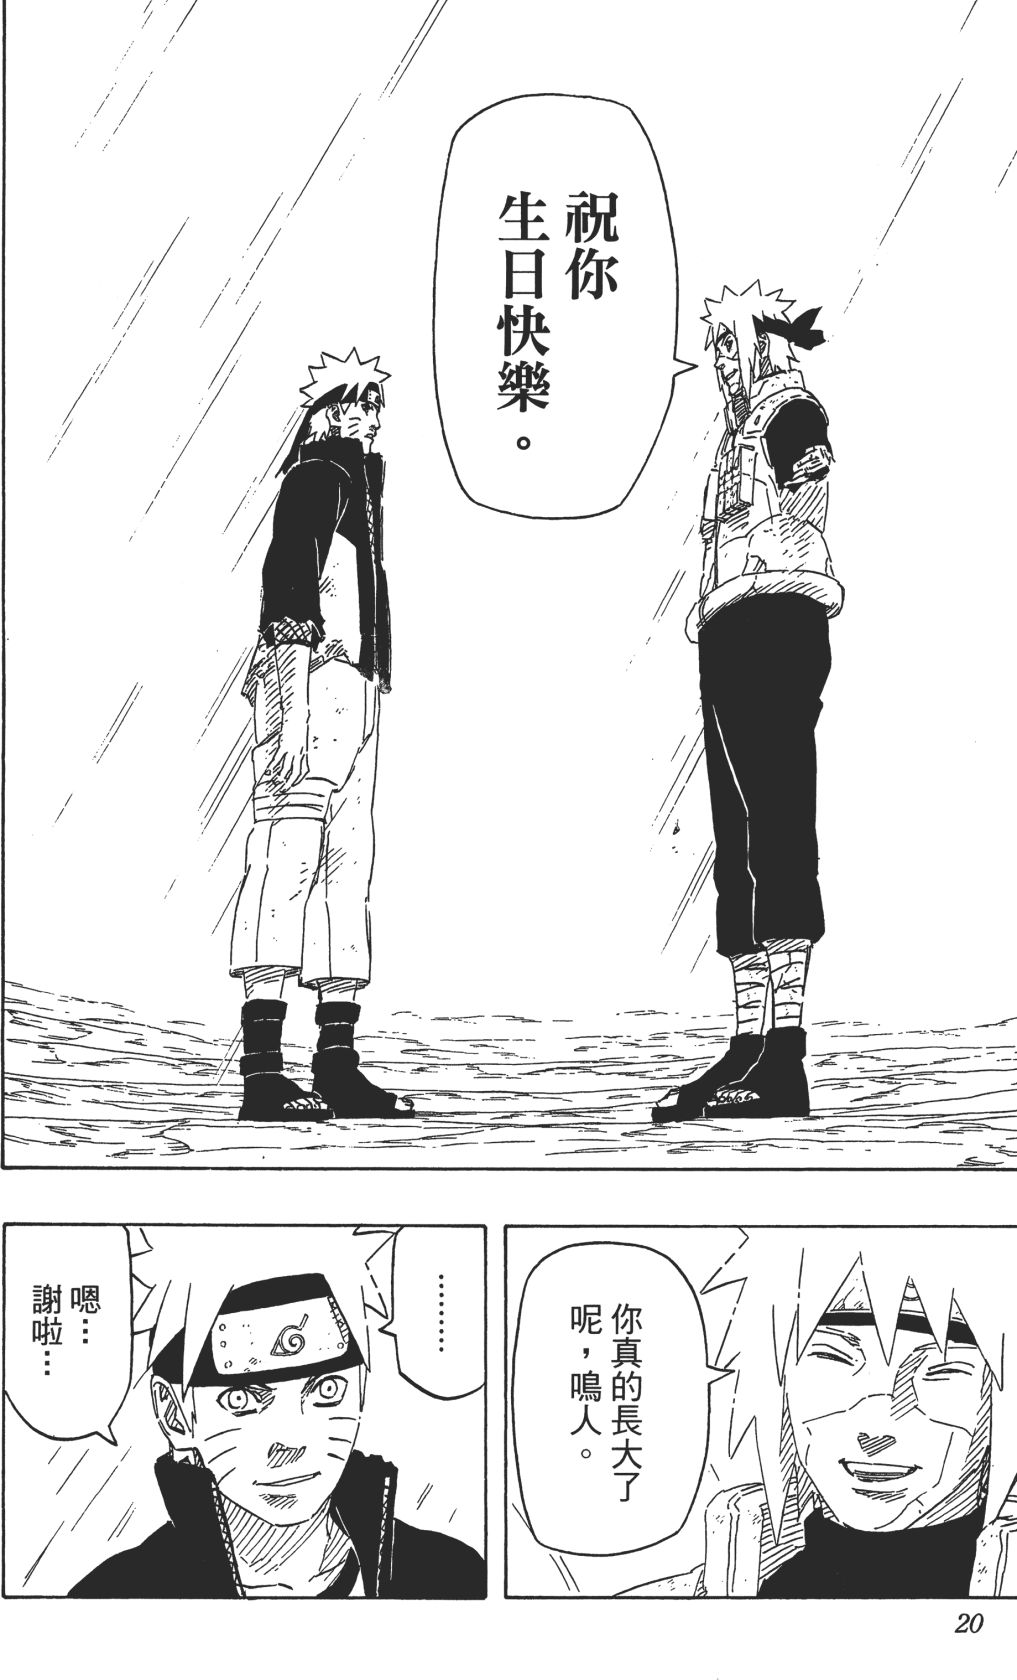 祝你
生日快樂。
你真的長大了
呢，鳴人。
………
嗯…
謝啦…
20